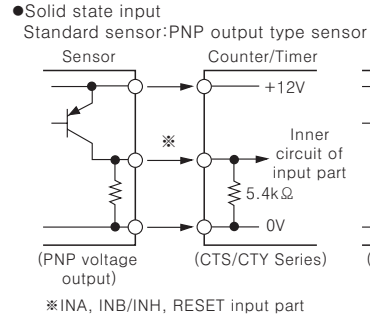 ●Solid state input
Standard sensor:PNP output type sensor
Sensor
Counter/Timer
+12V
※
Inner
circuit of
input part
5.4kΩ
0V
(PNP voltage
output)
(CTS/CTY Series)
(
※INA, INB/INH, RESET input part